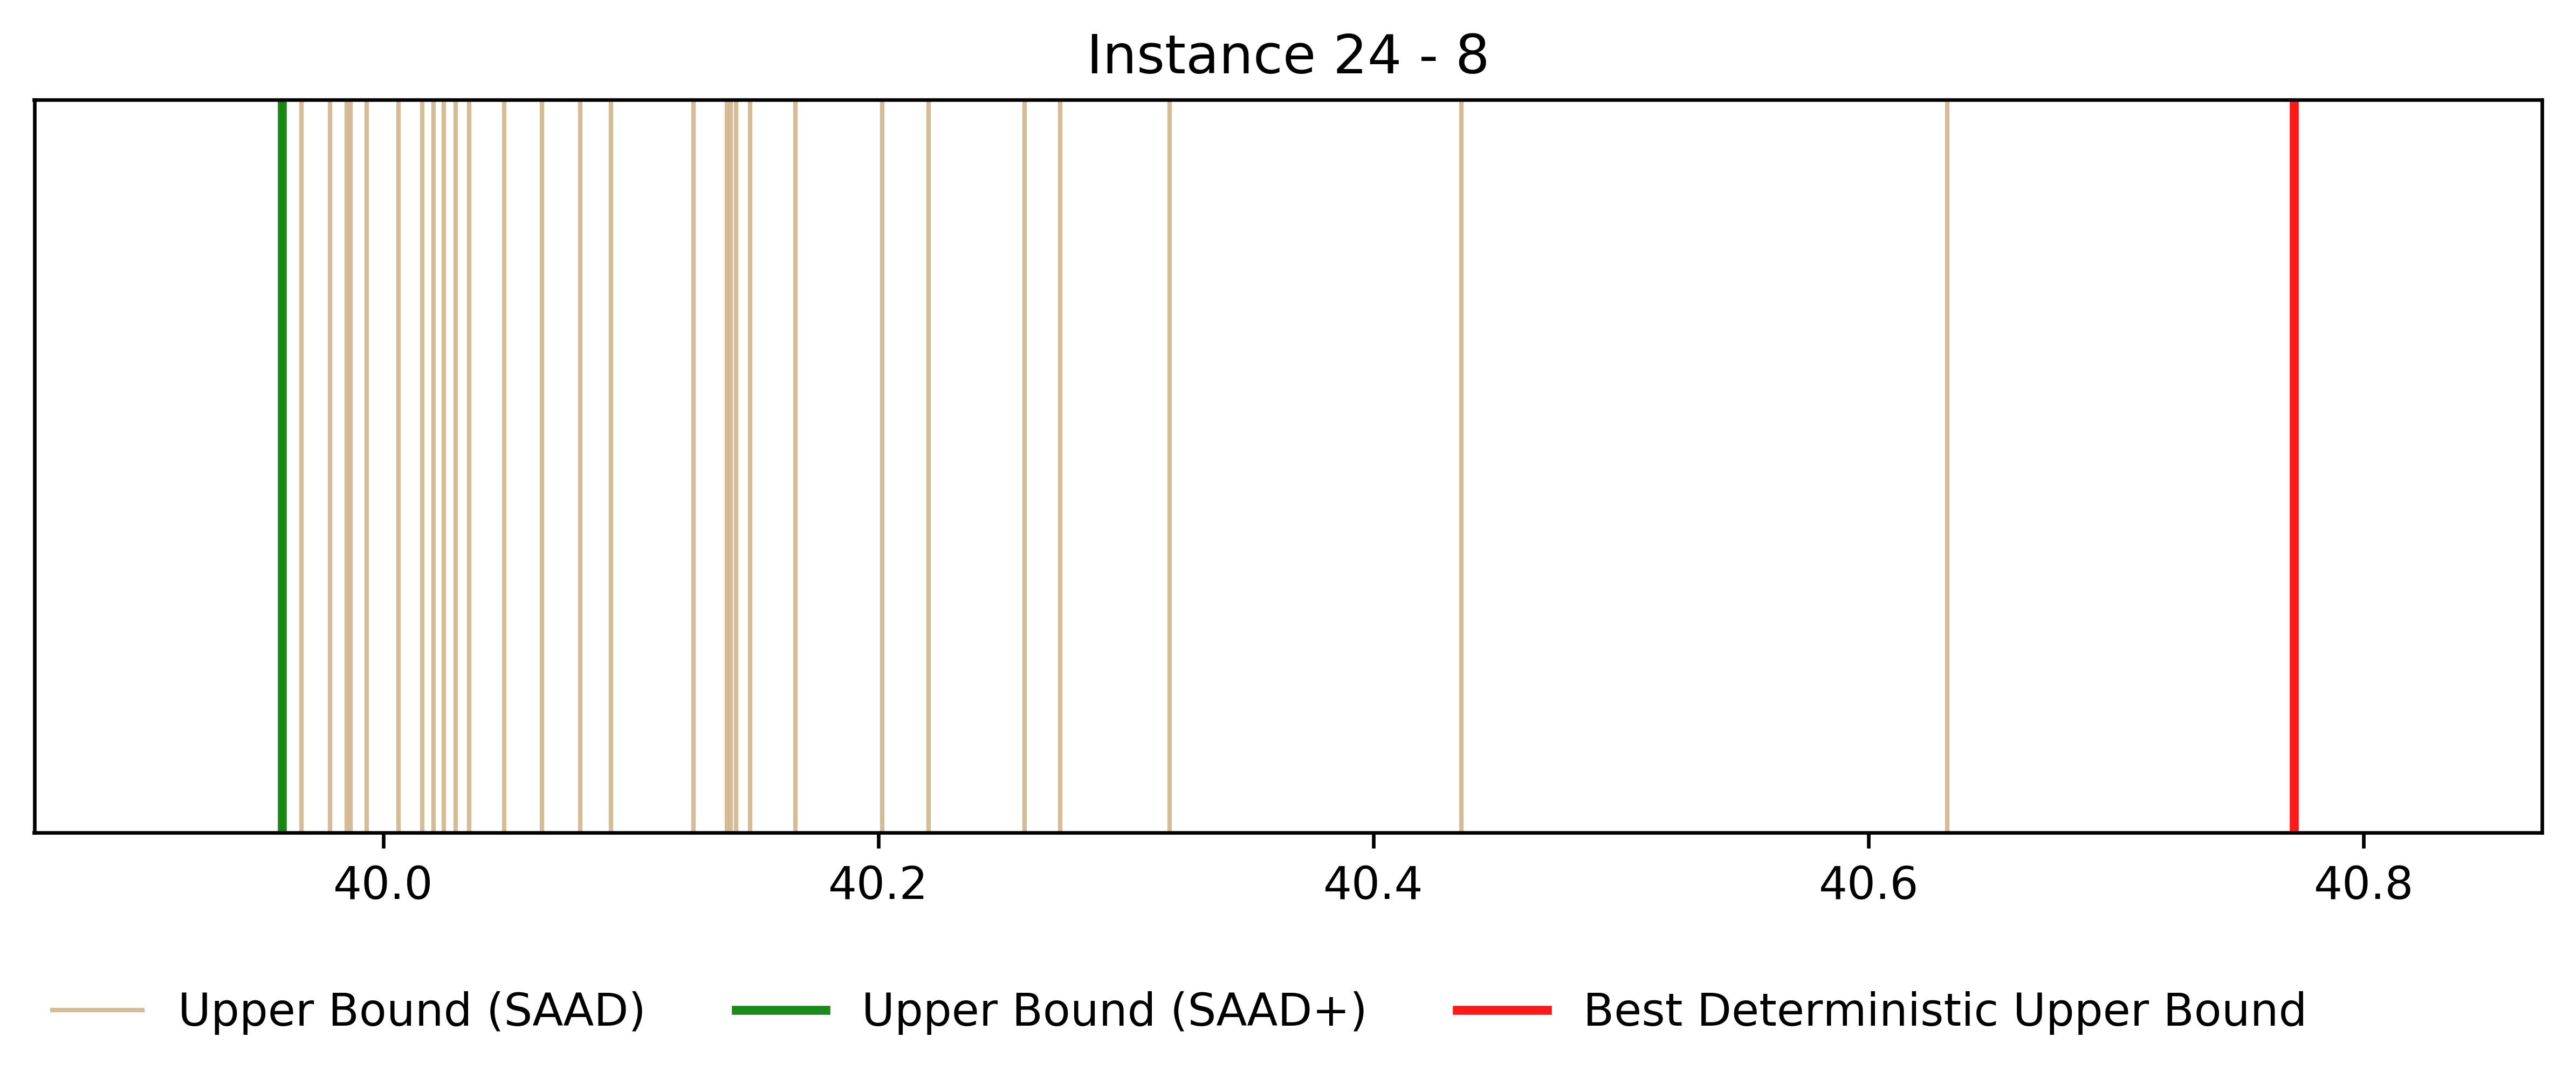 Instance 24 - 8
40.0 40.2 40.4 40.6 40.8
Upper Bound (SAAD) Upper Bound (SAAD+) Best Deterministic Upper Bound